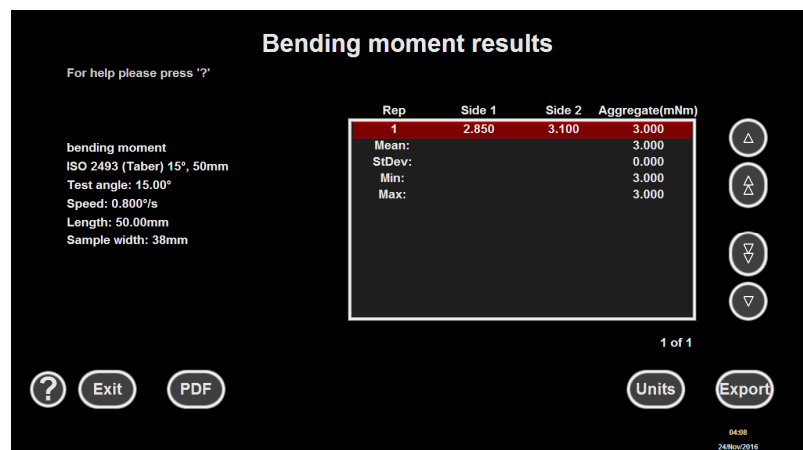 Bending moment results
For help please press '?'
Rep Side 1 Side 2 Aggregate(mNm)
1 2.850 3.100 3.000
Mean: 3.000
StDev: 0.000
Min: 3.000
Max: 3.000
bending moment
ISO 2493 (Taber) 15°, 50mm
Test angle: 15.00°
Speed: 0.800°/s
Length: 50.00mm
Sample width: 38mm
1 of 1
? Exit PDF Units Export
04:08
24/Nov/2016